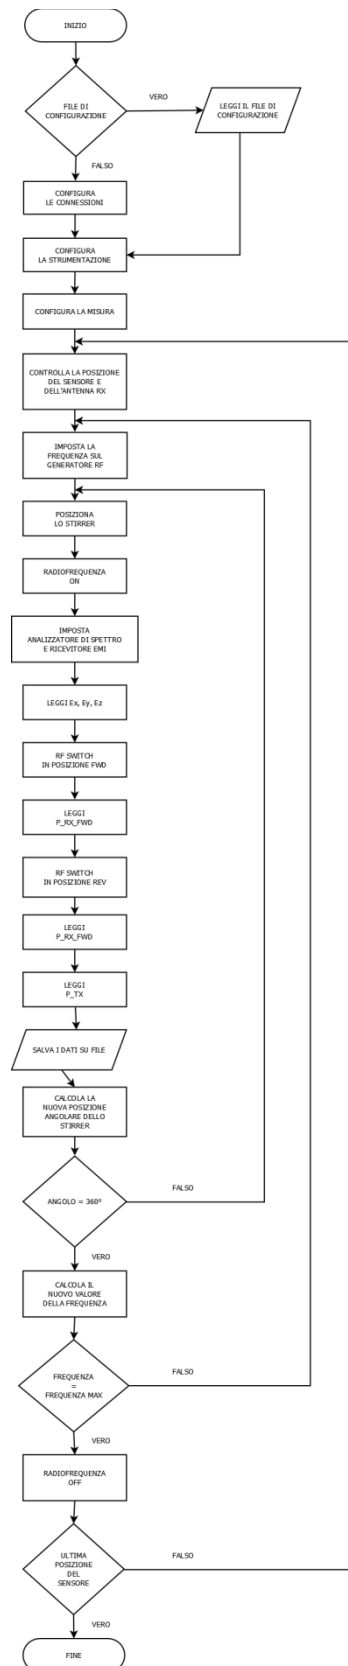 INIZIO
FILE DI
CONFIGURAZIONE
VERO
LEGGI IL FILE DI
CONFIGURAZIONE
FALSO
CONFIGURA
LE CONNESSIONI
CONFIGURA
LA STRUMENTAZIONE
CONFIGURA LA MISURA
CONTROLLA LA POSIZIONE
DEL SENSORE E
DELL'ANTENNA RX
IMPOSTA LA
FREQUENZA SUL
GENERATORE RF
POSIZIONA
LO STIRRER
RADIOFREQUENZA
ON
IMPOSTA
ANALIZZATORE DI SPETTRO
E RICEVITORE EMI
LEGGI Ex, Ey, Ez
RF SWITCH
IN POSIZIONE FWD
LEGGI
P_RX_FWD
RF SWITCH
IN POSIZIONE REV
LEGGI
P_RX_FWD
LEGGI
P_TX
SALVA I DATI SU FILE
CALCOLA LA
NUOVA POSIZIONE
ANGOLARE DELLO
STIRRER
ANGOLO = 360º
FALSO
VERO
CALCOLA IL
NUOVO VALORE
DELLA FREQUENZA
FREQUENZA
=
FREQUENZA MAX
FALSO
VERO
RADIOFREQUENZA
OFF
ULTIMA
POSIZIONE
DEL
SENSORE
FALSO
VERO
FINE